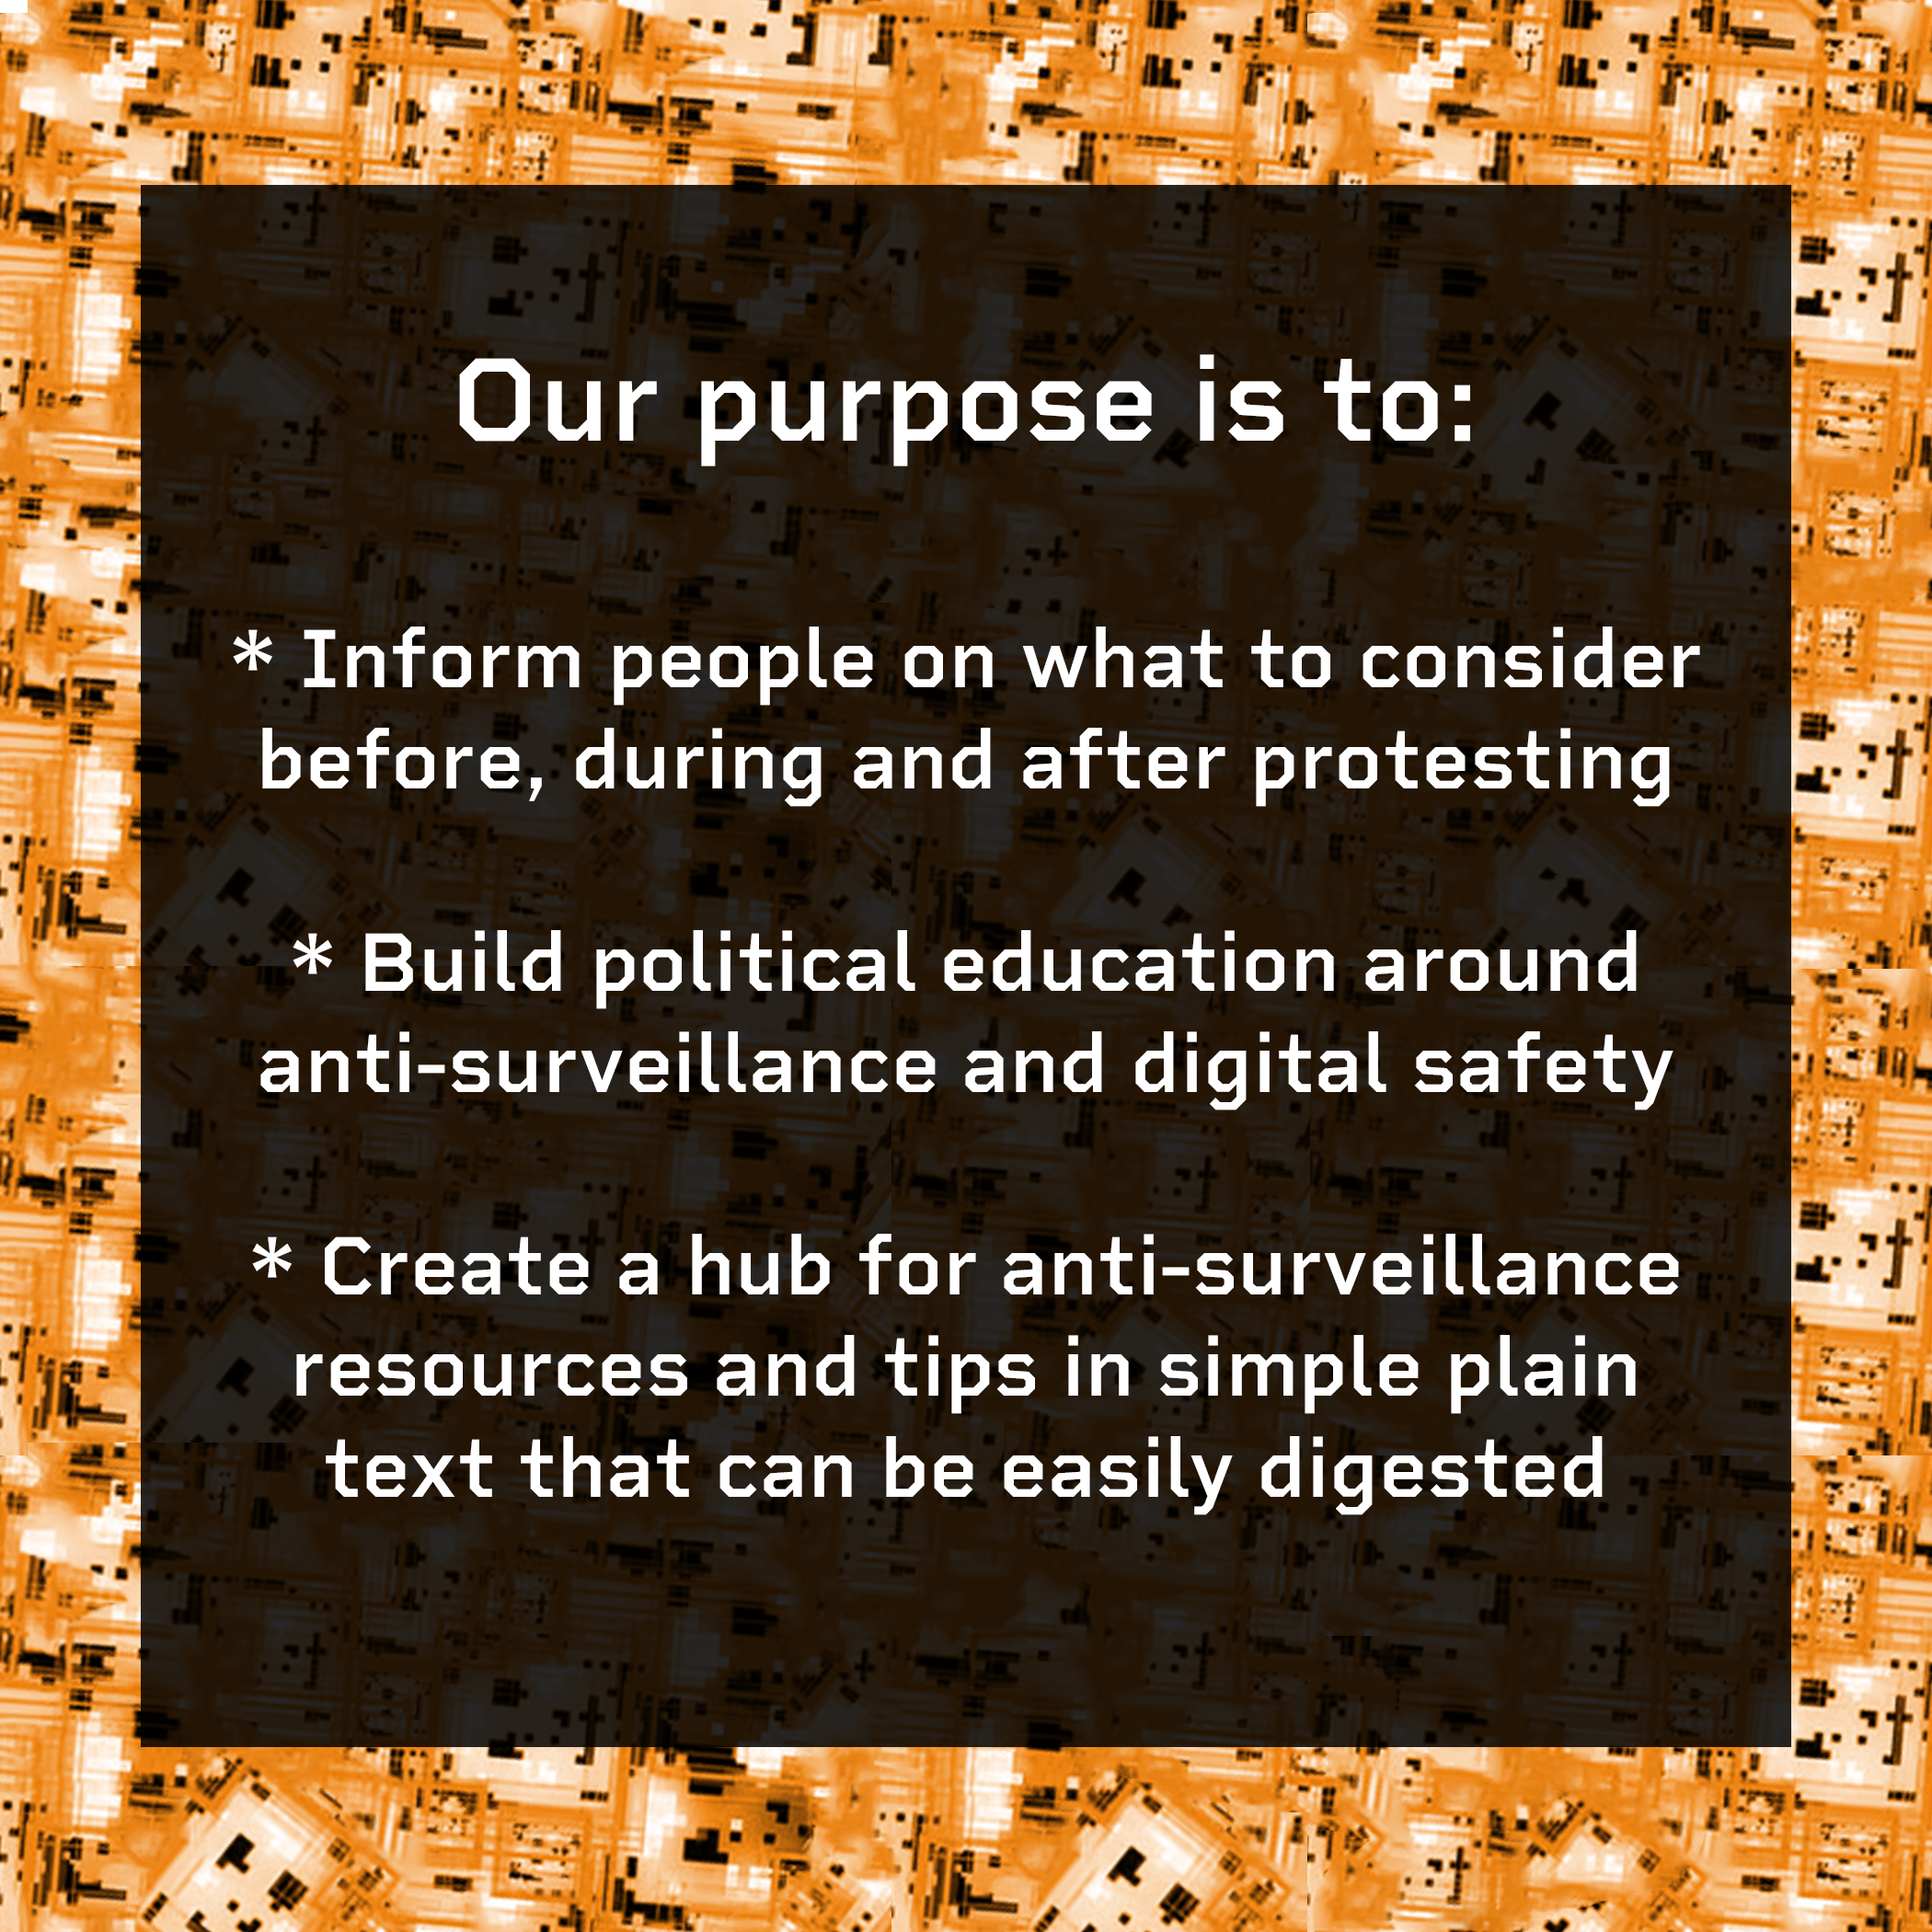 Our purpose is to:
* Inform people on what to consider
before, during and after protesting
* Build political education around
anti-surveillance and digital safety
* Create a hub for anti-surveillance
resources and tips in simple plain
text that can be easily digested